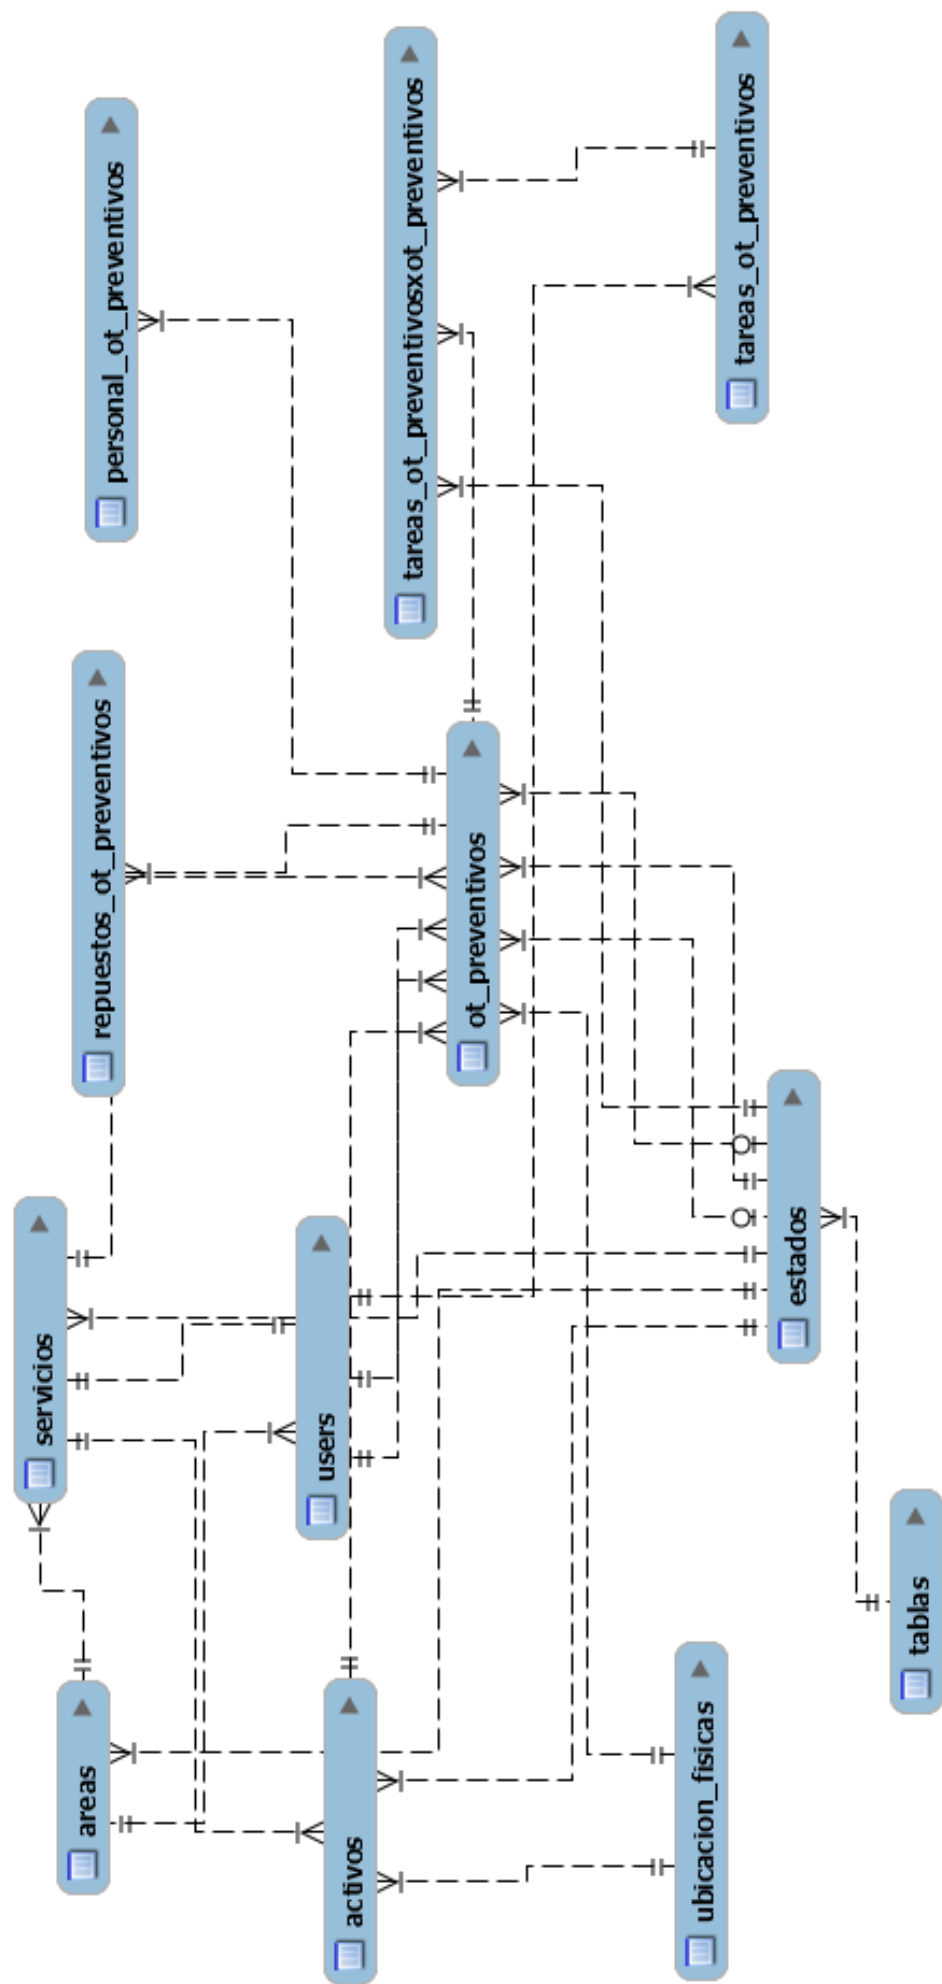 areas
servicios
repuestos_ot_preventivos
personal_ot_preventivos
activos
users
ot_preventivos
tareas_ot_preventivosxot_preventivos
ubicacion_fisicas
estados
tareas_ot_preventivos
tablas